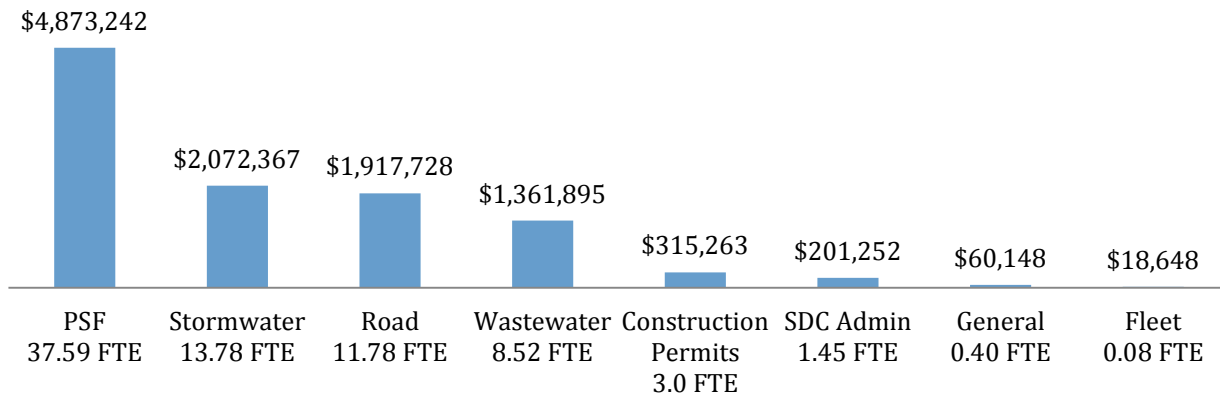 $4,873,242
$2,072,367
$1,917,728
$1,361,895
$315,263
$201,252
$60,148
$18,648
PSF
37.59 FTE
Stormwater
13.78 FTE
Road
11.78 FTE
Wastewater
8.52 FTE
Construction
Permits
3.0 FTE
SDC Admin
1.45 FTE
General
0.40 FTE
Fleet
0.08 FTE